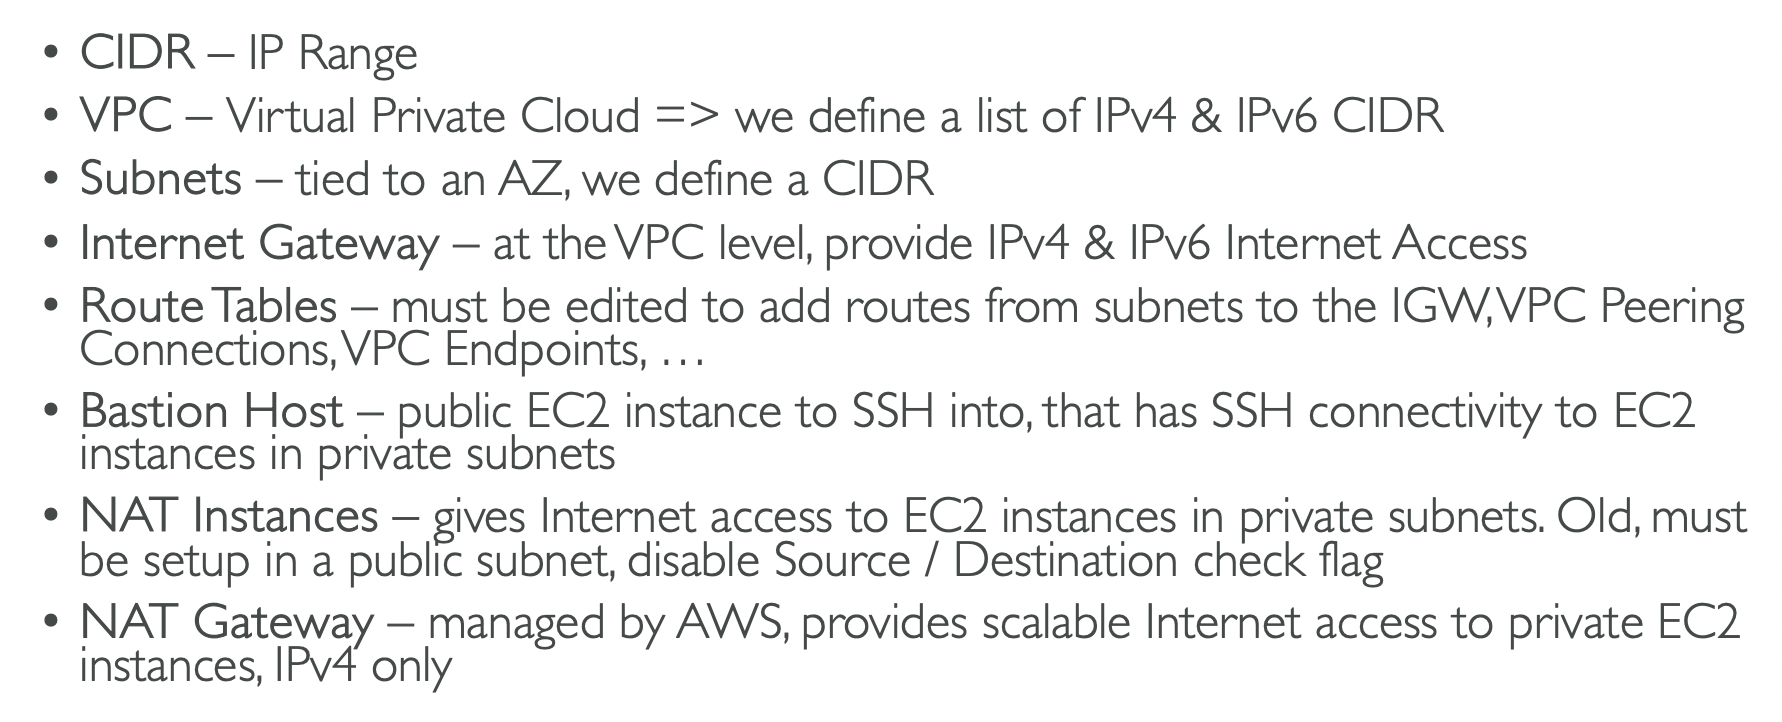 • CIDR – IP Range
• VPC – Virtual Private Cloud => we define a list of IPv4 & IPv6 CIDR
• Subnets – tied to an AZ, we define a CIDR
• Internet Gateway – at the VPC level, provide IPv4 & IPv6 Internet Access
• Route Tables – must be edited to add routes from subnets to the IGW, VPC Peering
Connections, VPC Endpoints, …
• Bastion Host – public EC2 instance to SSH into, that has SSH connectivity to EC2
instances in private subnets
• NAT Instances – gives Internet access to EC2 instances in private subnets. Old, must
be setup in a public subnet, disable Source / Destination check flag
• NAT Gateway – managed by AWS, provides scalable Internet access to private EC2
instances, IPv4 only